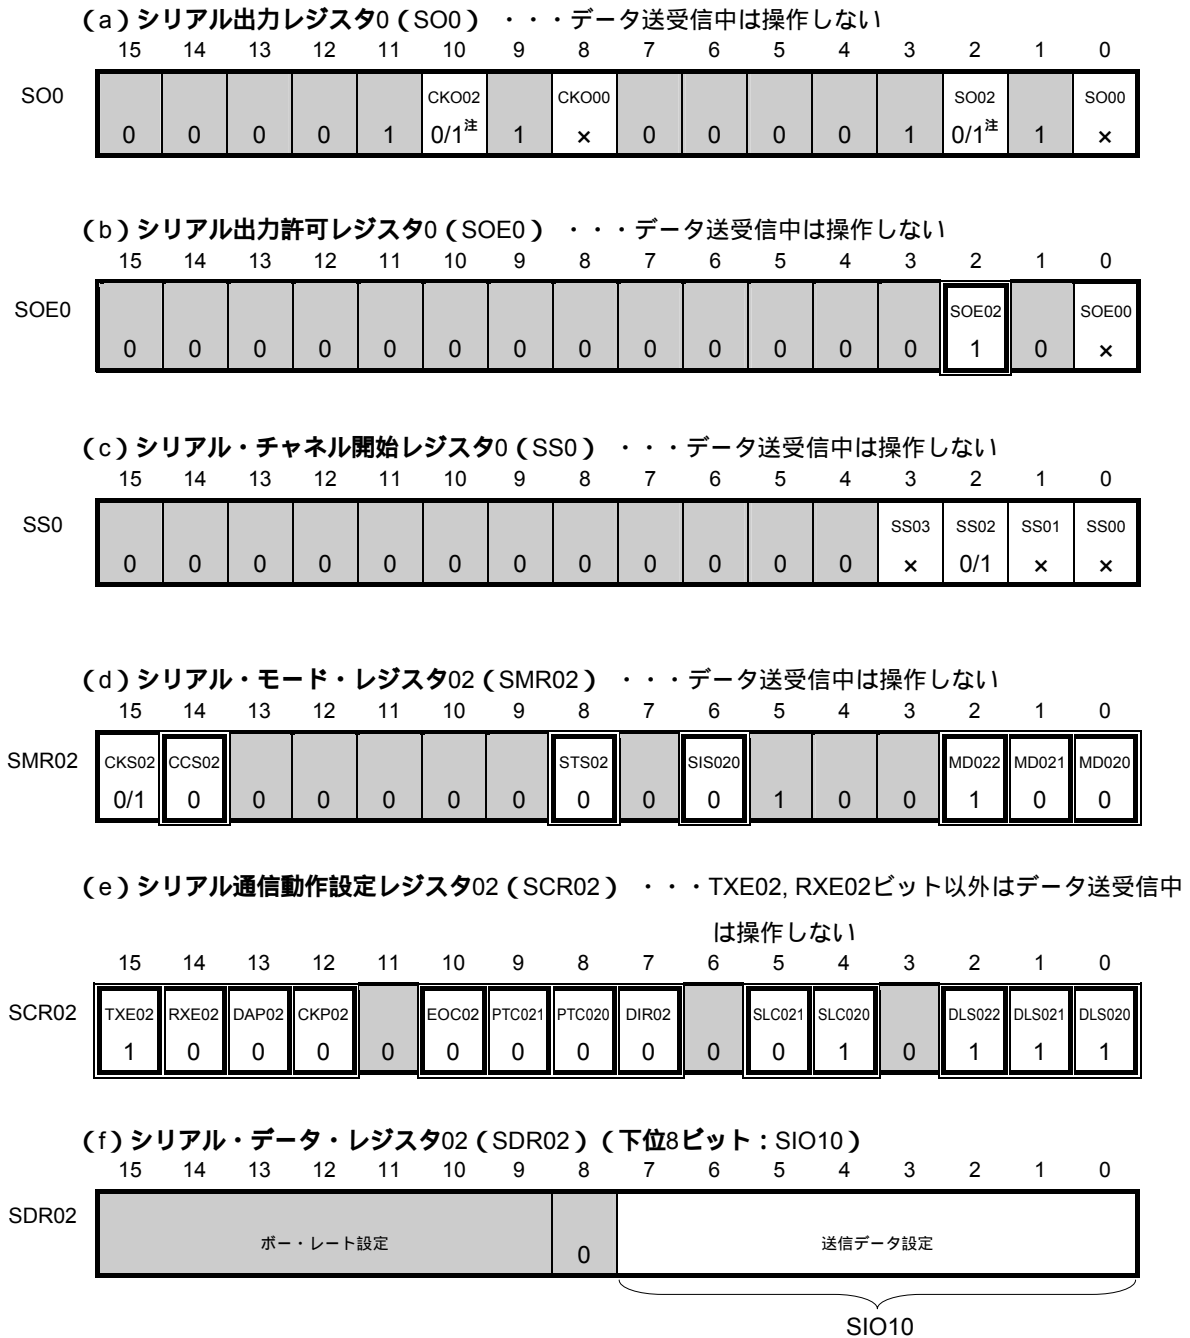 （a）シリアル出力レジスタ0（SO0） ・・・データ送受信中は操作しない
15 14 13 12 11 10 9 8 7 6 5 4 3 2 1 0
SO0
CKO02 CKO00 SO02 SO00
0 0 0 0 1 0/1注 1 × 0 0 0 0 1 0/1注 1 ×
（b）シリアル出力許可レジスタ0（SOE0） ・・・データ送受信中は操作しない
15 14 13 12 11 10 9 8 7 6 5 4 3 2 1 0
SOE0
SOE02 SOE00
0 0 0 0 0 0 0 0 0 0 0 0 0 1 0 ×
（c）シリアル・チャネル開始レジスタ0（SS0） ・・・データ送受信中は操作しない
15 14 13 12 11 10 9 8 7 6 5 4 3 2 1 0
SS0
SS03 SS02 SS01 SS00
0 0 0 0 0 0 0 0 0 0 0 0 × 0/1 × ×
（d）シリアル・モード・レジスタ02（SMR02） ・・・データ送受信中は操作しない
15 14 13 12 11 10 9 8 7 6 5 4 3 2 1 0
SMR02
CKS02 CCS02 STS02 SIS020 MD022 MD021 MD020
0/1 0 0 0 0 0 0 0 0 0 1 0 0 1 0 0
（e）シリアル通信動作設定レジスタ02（SCR02） ・・・TXE02, RXE02ビット以外はデータ送受信中
は操作しない
15 14 13 12 11 10 9 8 7 6 5 4 3 2 1 0
SCR02
TXE02 RXE02 DAP02 CKP02 EOC02 PTC021 PTC020 DIR02 SLC021 SLC020 DLS022 DLS021 DLS020
1 0 0 0 0 0 0 0 0 0 0 1 0 1 1 1
（f）シリアル・データ・レジスタ02（SDR02）（下位8ビット：SIO10）
15 14 13 12 11 10 9 8 7 6 5 4 3 2 1 0
SDR02
ボー・レート設定 0 送信データ設定
SIO10